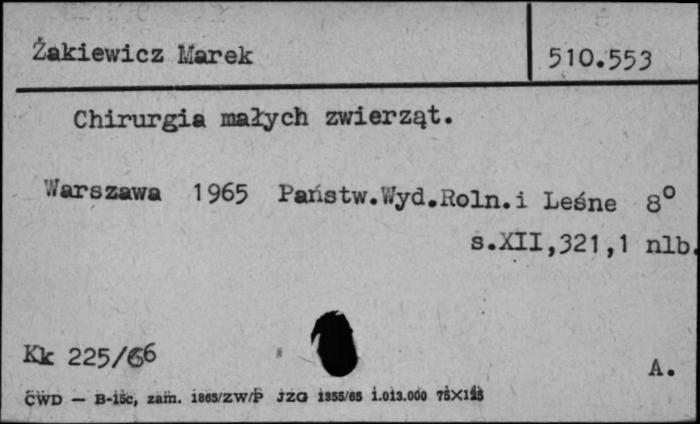 Żakiewicz Marek 510.553
Chirurgia małych zwierząt.
Warszawa 1965 Państw.Wyd.Roln.i Leśne 8°
s.XII,321,1 nlb.
Kk 225/66
A.
CWD — B-15c, zam. 1865/ZW/P JZG 1355/65 1.013.000 75X125